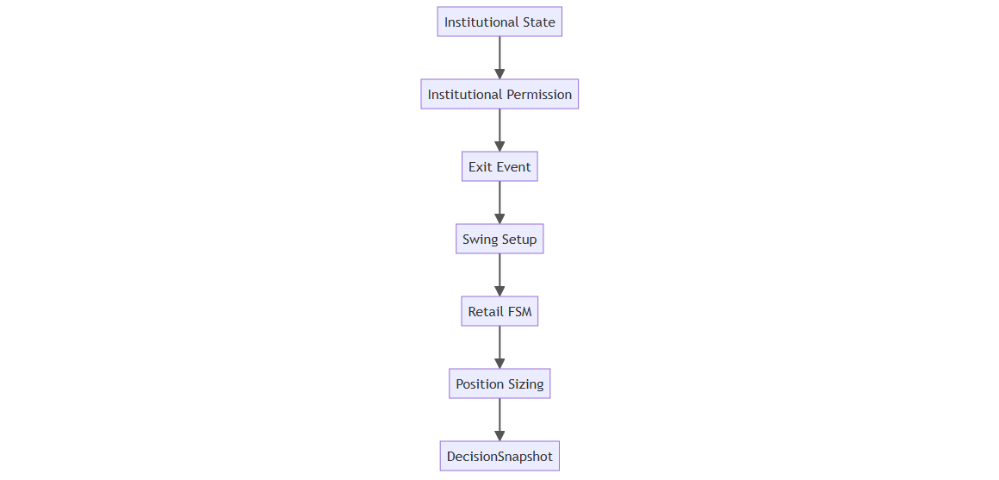 Institutional State
Institutional Permission
Exit Event
Swing Setup
Retail FSM
Position Sizing
DecisionSnapshot